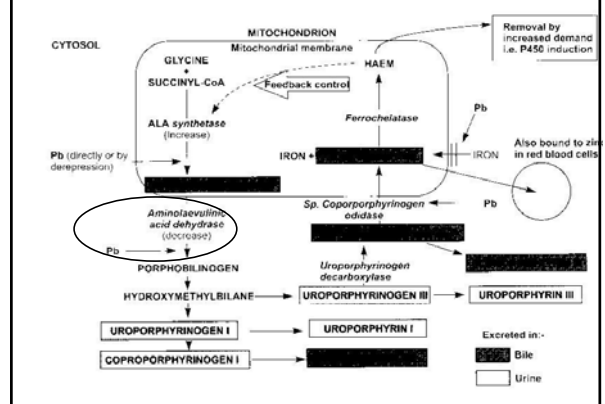 CYTOSOL
MITOCHONDRION
Mitochondrial membrane
GLYCINE
+
SUCCINYL-CoA
HAEM
Removal by
increased demand
i.e. P450 induction
Feedback control
ALA synthetase
(Increase)
Ferrochelatase
Pb
Pb (directly or by
derepression)
IRON +
IRON
Also bound to zinc
in red blood cells
Aminolaevulinic
acid dehydrase
(decrease)
Sp. Coporporphyrinogen
odidase
Pb
Pb
PORPHOBILINOGEN
Uroporphyrinogen
decarboxylase
HYDROXYMETHYLBILANE
UROPORPHYRINOGEN III
UROPORPHYRIN III
UROPORPHYRINOGEN I
UROPORPHYRIN I
COPROPORPHYRINOGEN I
Excreted in:-
Bile
Urine